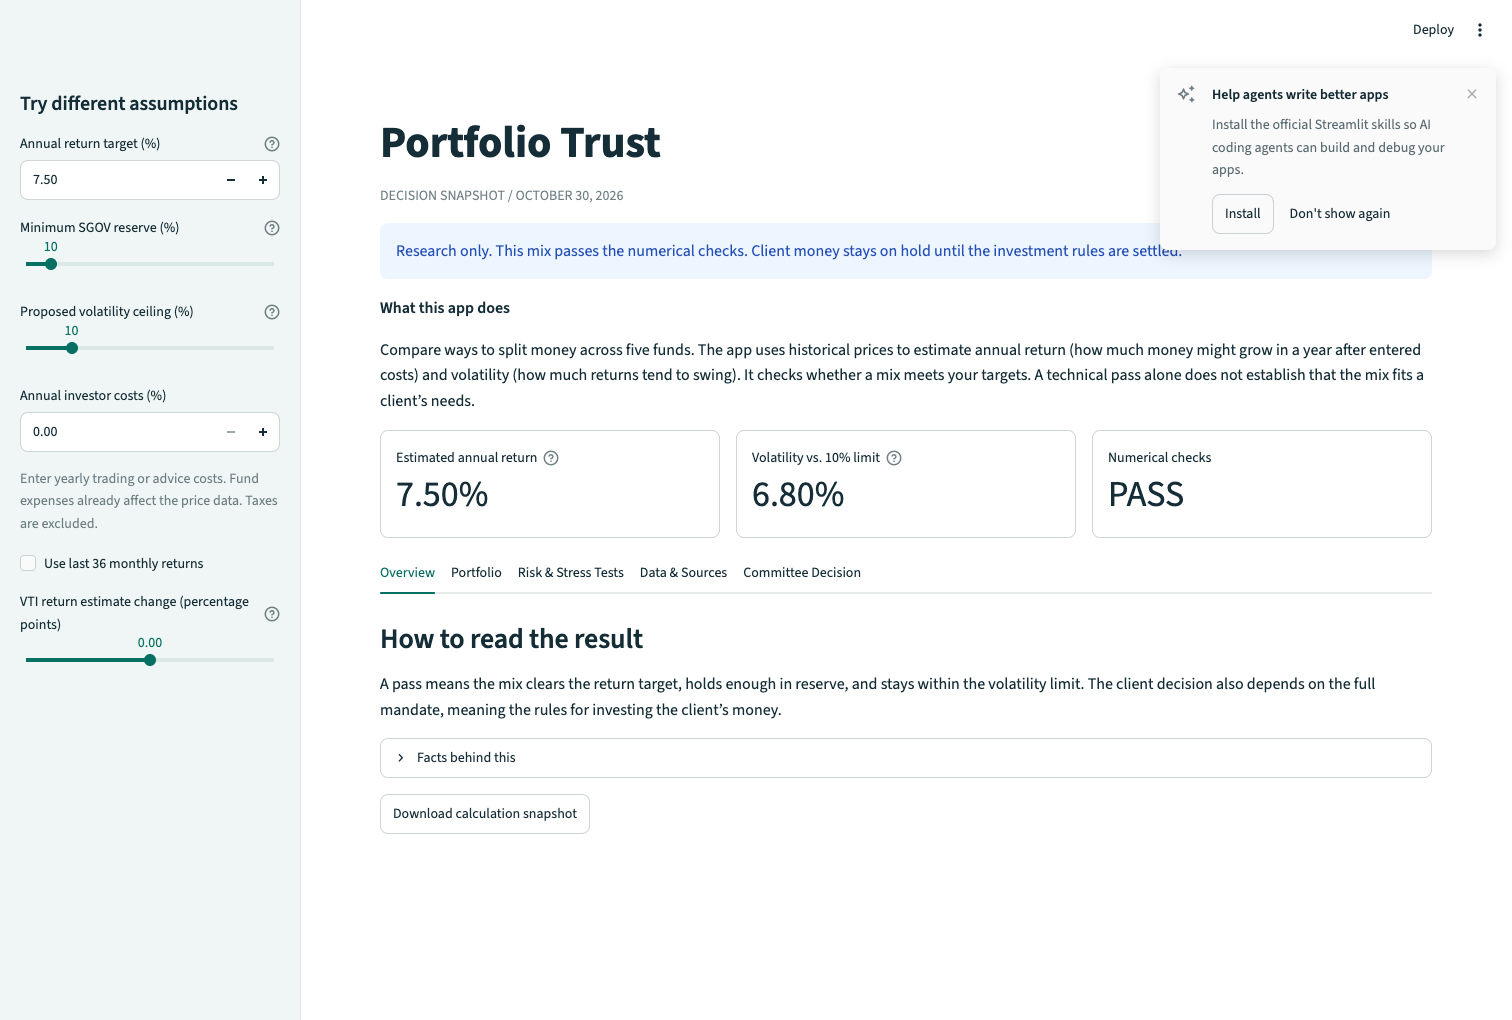 Deploy
Try different assumptions
Annual return target (%)
7.50
Minimum SGOV reserve (%)
10
Proposed volatility ceiling (%)
10
Annual investor costs (%)
0.00
Enter yearly trading or advice costs. Fund
expenses already affect the price data. Taxes
are excluded.
Use last 36 monthly returns
VTI return estimate change (percentage
points)
0.00
Help agents write better apps
Install the official Streamlit skills so AI
coding agents can build and debug your
apps.
Install
Don't show again
Portfolio Trust
DECISION SNAPSHOT / OCTOBER 30, 2026
Research only. This mix passes the numerical checks. Client money stays on hold until the investment rules are settled.
What this app does
Compare ways to split money across five funds. The app uses historical prices to estimate annual return (how much money might grow in a year after entered
costs) and volatility (how much returns tend to swing). It checks whether a mix meets your targets. A technical pass alone does not establish that the mix fits a
client’s needs.
Estimated annual return
7.50%
Volatility vs. 10% limit
6.80%
Numerical checks
PASS
Overview
Portfolio
Risk & Stress Tests
Data & Sources
Committee Decision
How to read the result
A pass means the mix clears the return target, holds enough in reserve, and stays within the volatility limit. The client decision also depends on the full
mandate, meaning the rules for investing the client’s money.
Facts behind this
Download calculation snapshot